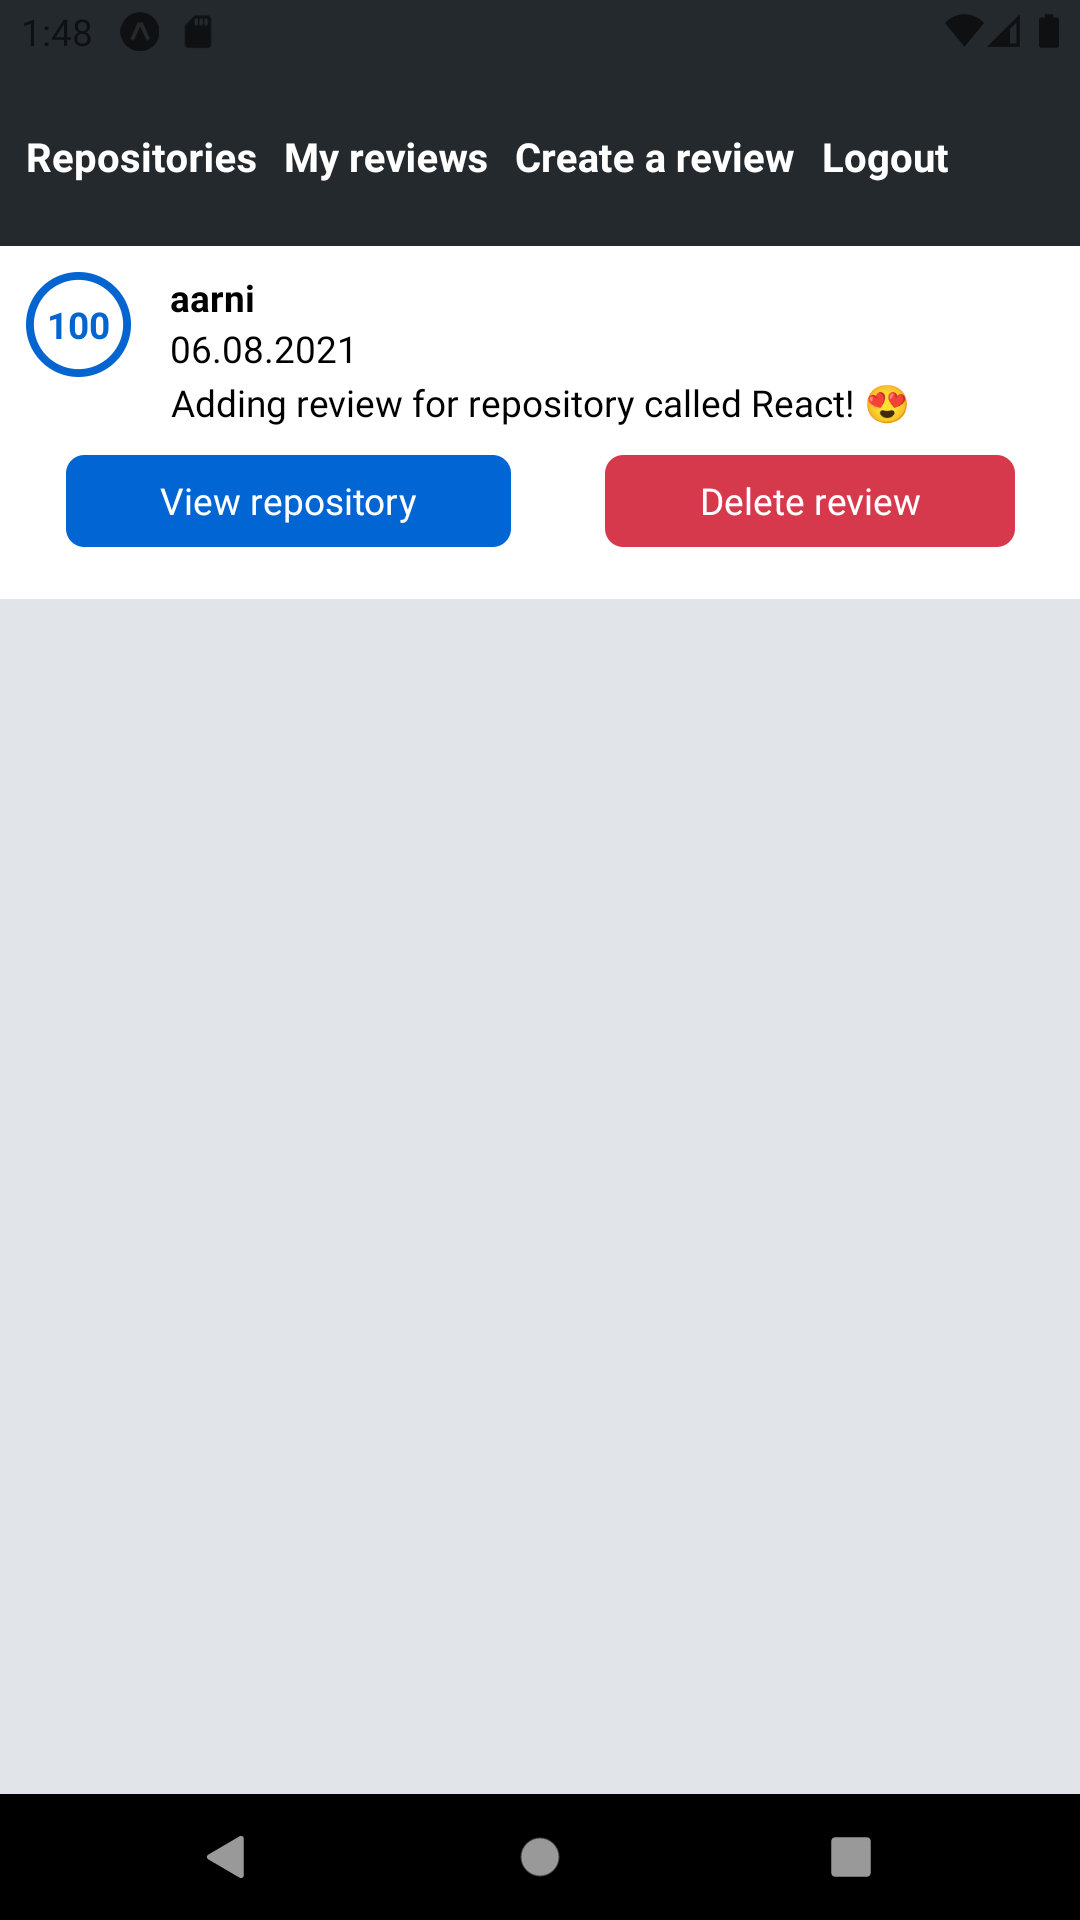 1:48
Repositories My reviews Create a review Logout
100
aarni
06.08.2021
Adding review for repository called React! 😍
View repository Delete review